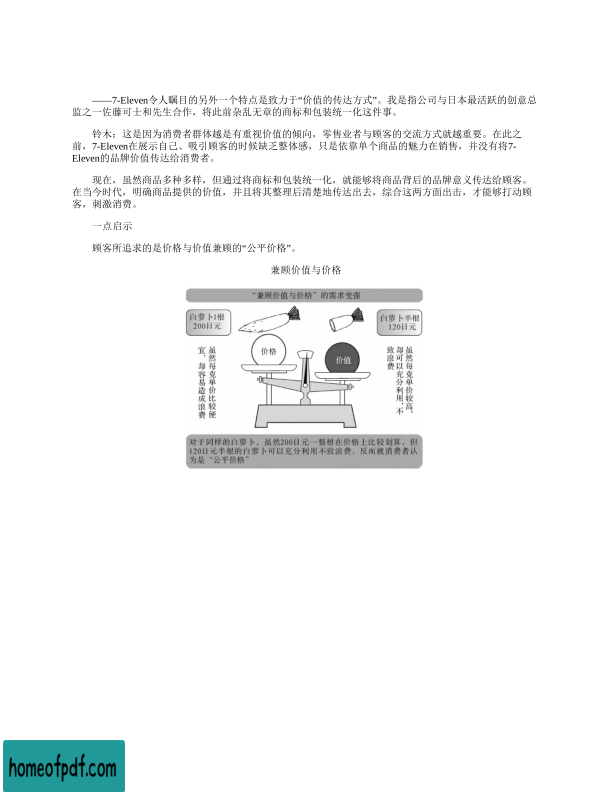 ——7-Eleven令人瞩目的另外一个特点是致力于“价值的传达方式”。我是指公司与日本最活跃的创意总
监之一佐藤可士和先生合作，将此前杂乱无章的商标和包装统一化这件事。
铃木：这是因为消费者群体越是有重视价值的倾向，零售业者与顾客的交流方式就越重要。在此之
前，7-Eleven在展示自己、吸引顾客的时候缺乏整体感，只是依靠单个商品的魅力在销售，并没有将7-
Eleven的品牌价值传达给消费者。
现在，虽然商品多种多样，但通过将商标和包装统一化，就能够将商品背后的品牌意义传达给顾客。
在当今时代，明确商品提供的价值，并且将其整理后清楚地传达出去，综合这两方面出击，才能够打动顾
客，刺激消费。
一点启示
顾客所追求的是价格与价值兼顾的“公平价格”。
兼顾价值与价格
“兼顾价值与价格”的需求变强
白萝卜1根
200日元
白萝卜半根
120日元
价格
价值
虽然每克单价比较便
宜，却容易造成浪费
虽然每克单价较高，
却可以充分利用，不
致浪费
对于同样的白萝卜，虽然200日元一整根在价格上比较划算，但
120日元半根的白萝卜可以充分利用不致浪费，反而被消费者认
为是“公平价格”
homeofpdf.com